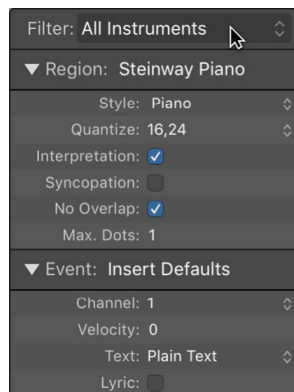 Filter: All Instruments
Region: Steinway Piano
Style: Piano
Quantize: 16,24
Interpretation:
Syncopation:
No Overlap:
Max. Dots: 1
Event: Insert Defaults
Channel: 1
Velocity: 0
Text: Plain Text
Lyric: